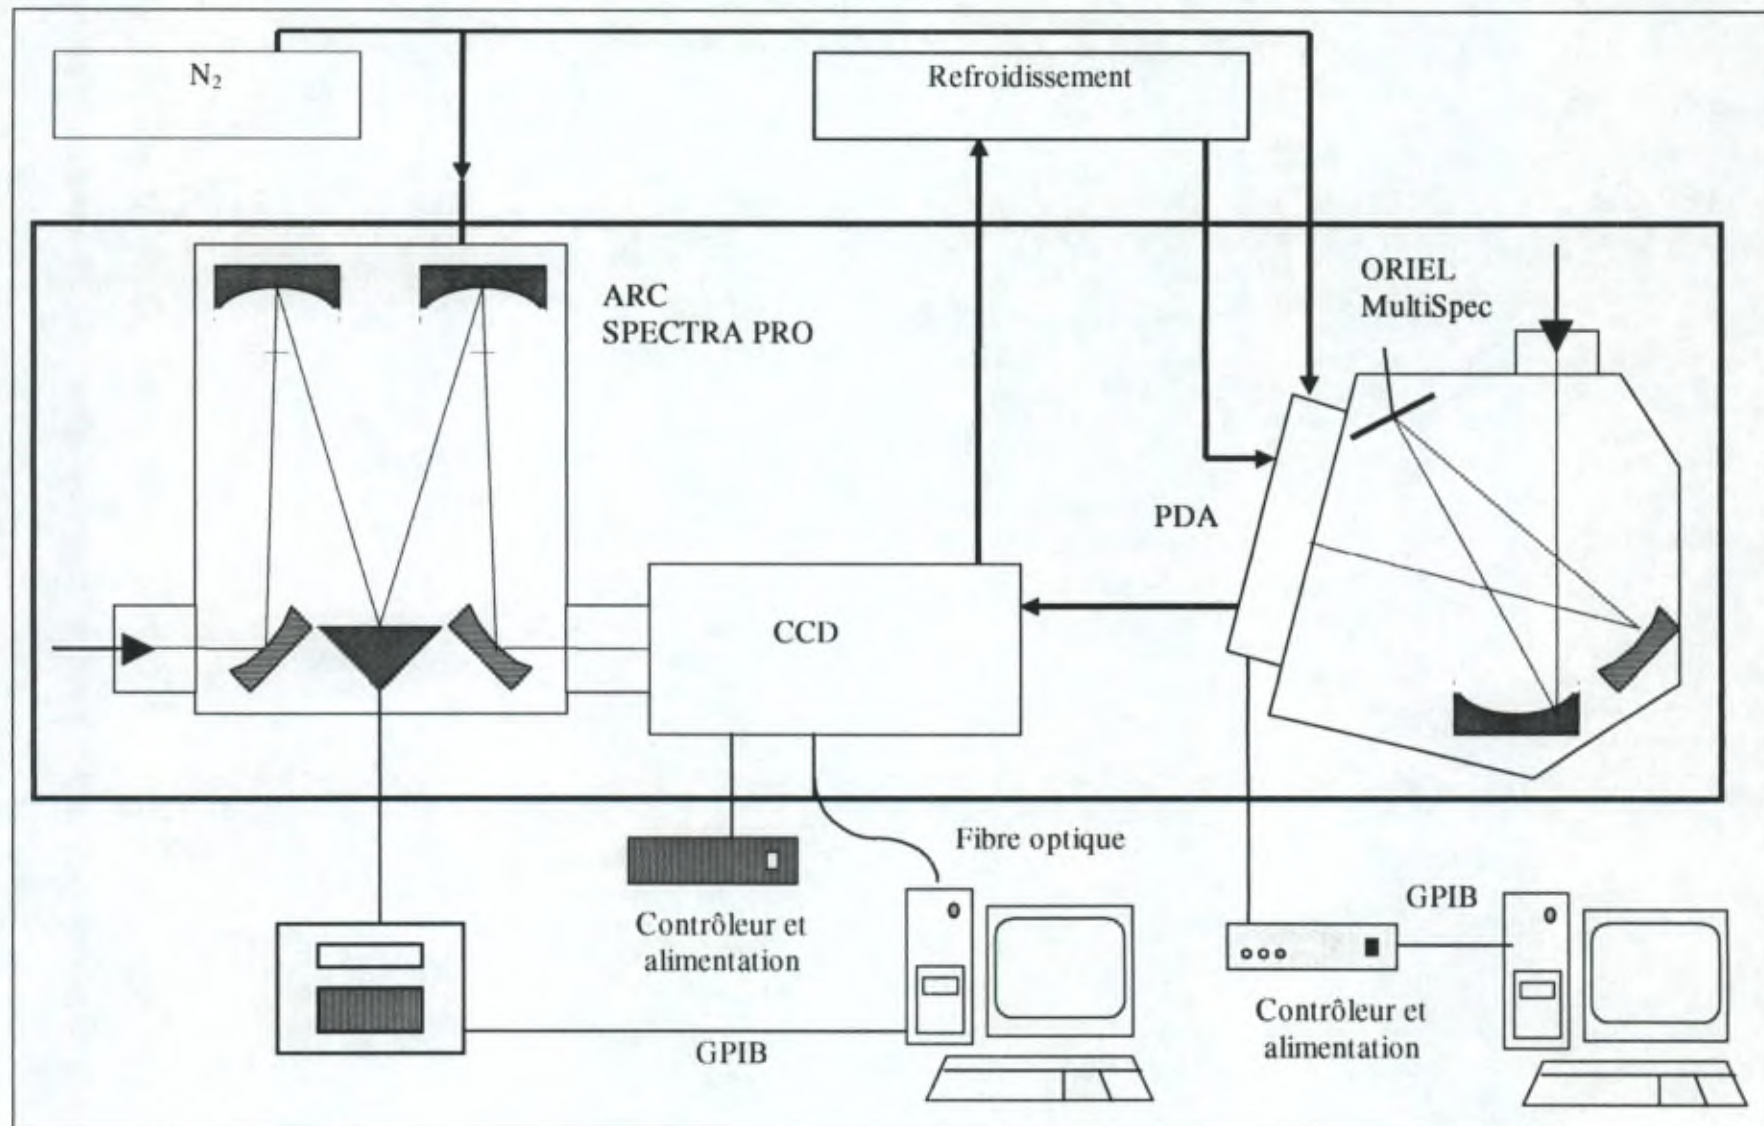 N₂
Refroidissement
ARC
SPECTRA PRO
ORIEL
MultiSpec
PDA
CCD
Fibre optique
Contrôleur et
alimentation
GPIB
GPIB
Contrôleur et
alimentation